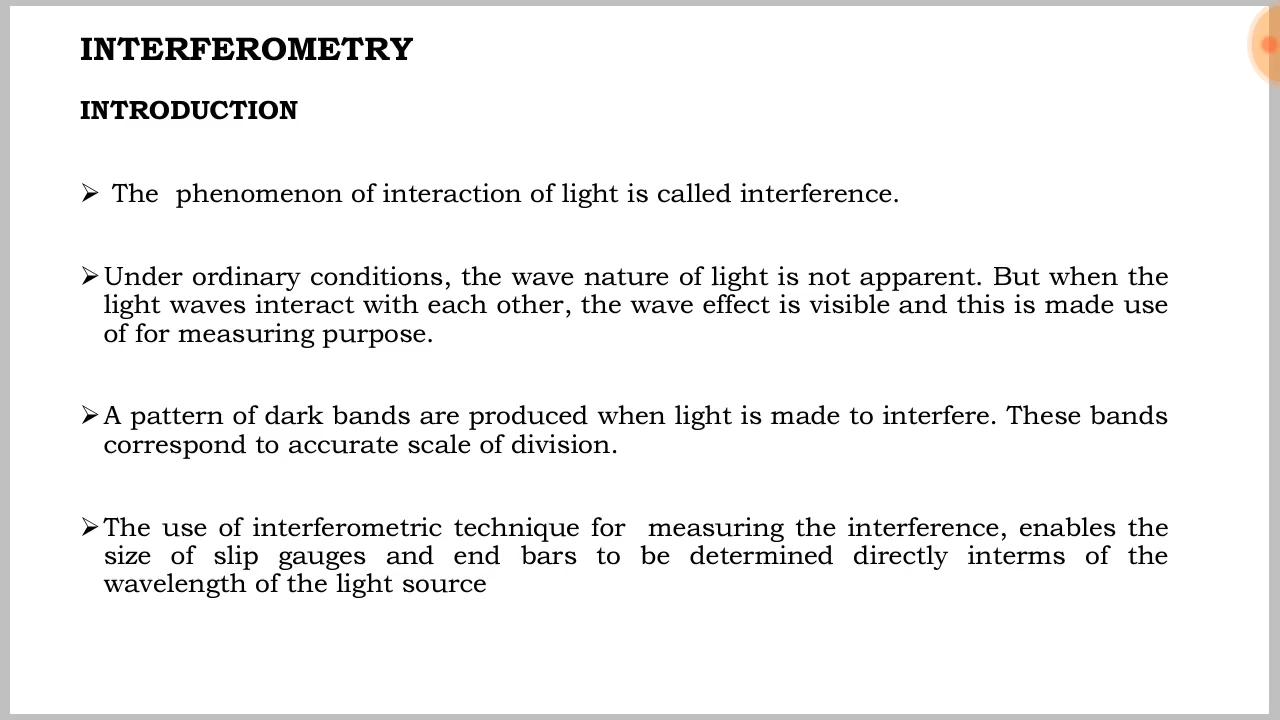 INTERFEROMETRY
INTRODUCTION
➢ The  phenomenon of interaction of light is called interference.
➢Under ordinary conditions, the wave nature of light is not apparent. But when the
light waves interact with each other, the wave effect is visible and this is made use
of for measuring purpose.
➢A pattern of dark bands are produced when light is made to interfere. These bands
correspond to accurate scale of division.
➢The use of interferometric technique for  measuring the interference, enables the
size of slip gauges and end bars to be determined directly interms of the
wavelength of the light source